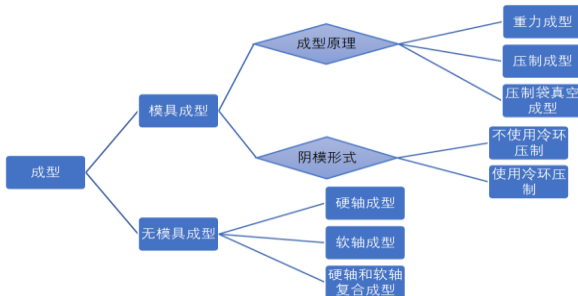 重力成型
成型原理
压制成型
模具成型
压制袋真空
成型
不使用冷环
压制
阴模形式
成型
使用冷环压
制
硬轴成型
无模具成型
软轴成型
硬轴和软轴
复合成型